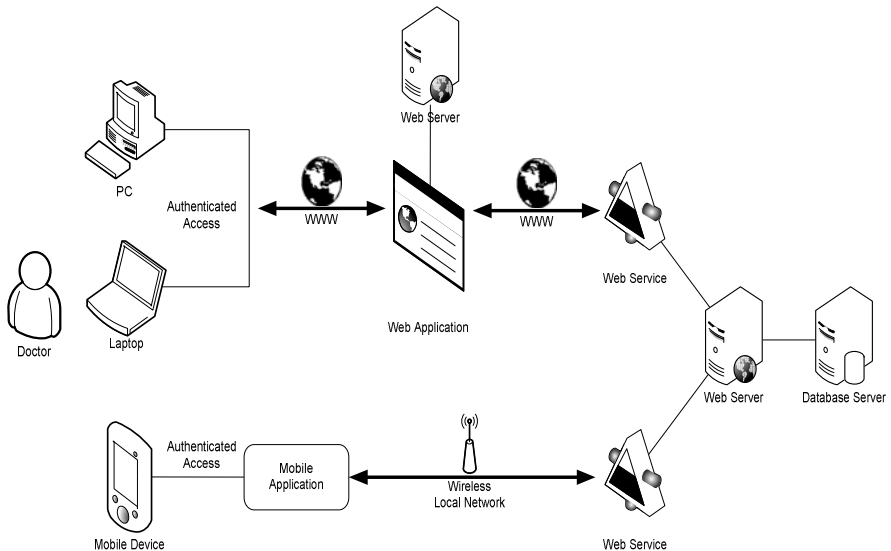 Web Server
PC
Authenticated
Access
WWW
WWW
Web Service
Web Application
Doctor
Laptop
Web Server
Database Server
Authenticated
Access
Mobile
Application
Wireless
Local Network
Mobile Device
Web Service